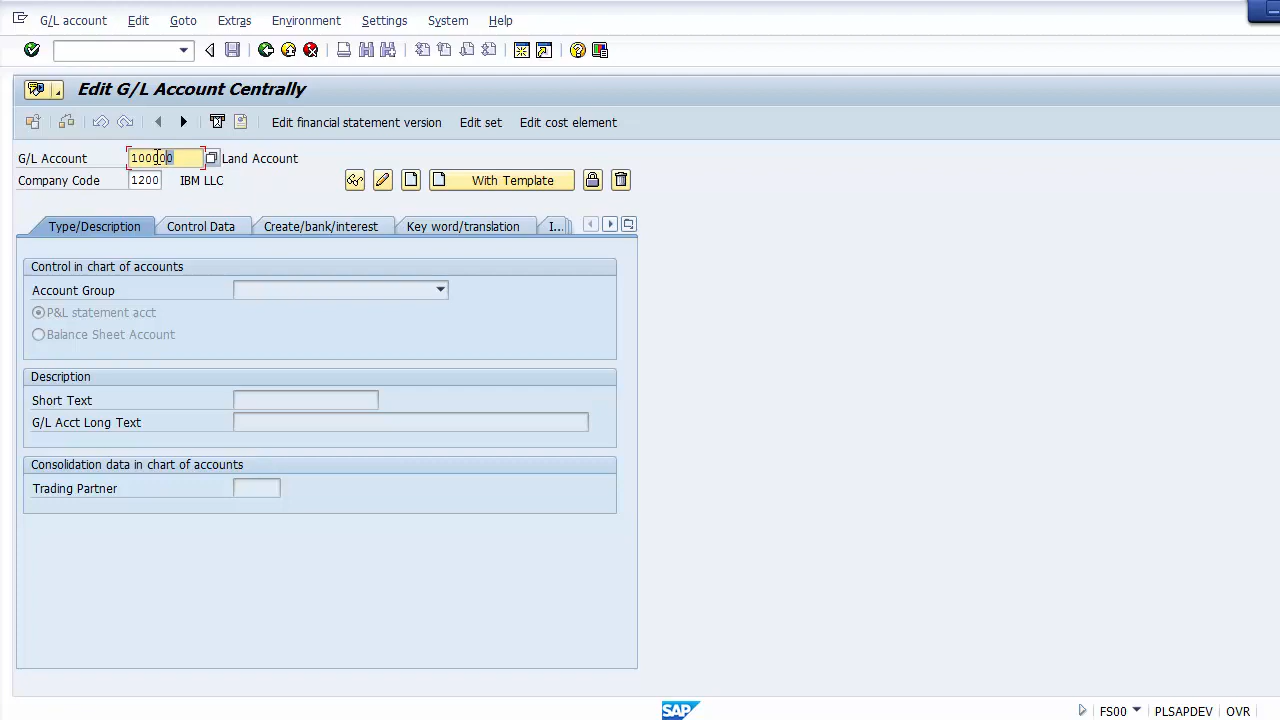 G/L account Edit Goto Extras Environment Settings System Help
Edit G/L Account Centrally
Edit financial statement version Edit set Edit cost element
G/L Account 100000 Land Account
Company Code 1200 IBM LLC With Template
Type/Description Control Data Create/bank/interest Key word/translation I...
Control in chart of accounts
Account Group
P&L statement acct
Balance Sheet Account
Description
Short Text
G/L Acct Long Text
Consolidation data in chart of accounts
Trading Partner
SAP FS00 PLSAPDEV OVR